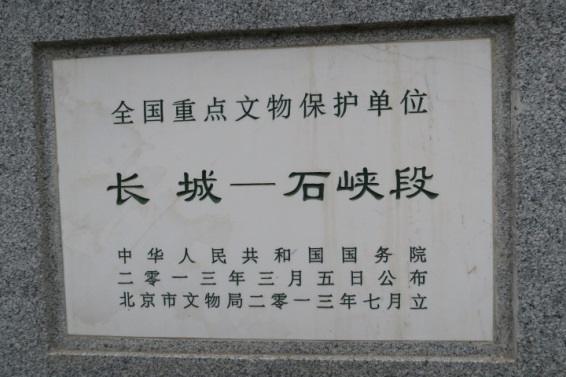 全国重点文物保护单位
长城—石峡段
中华人民共和国国务院
二零一三年三月五日公布
北京市文物局二零一三年七月立